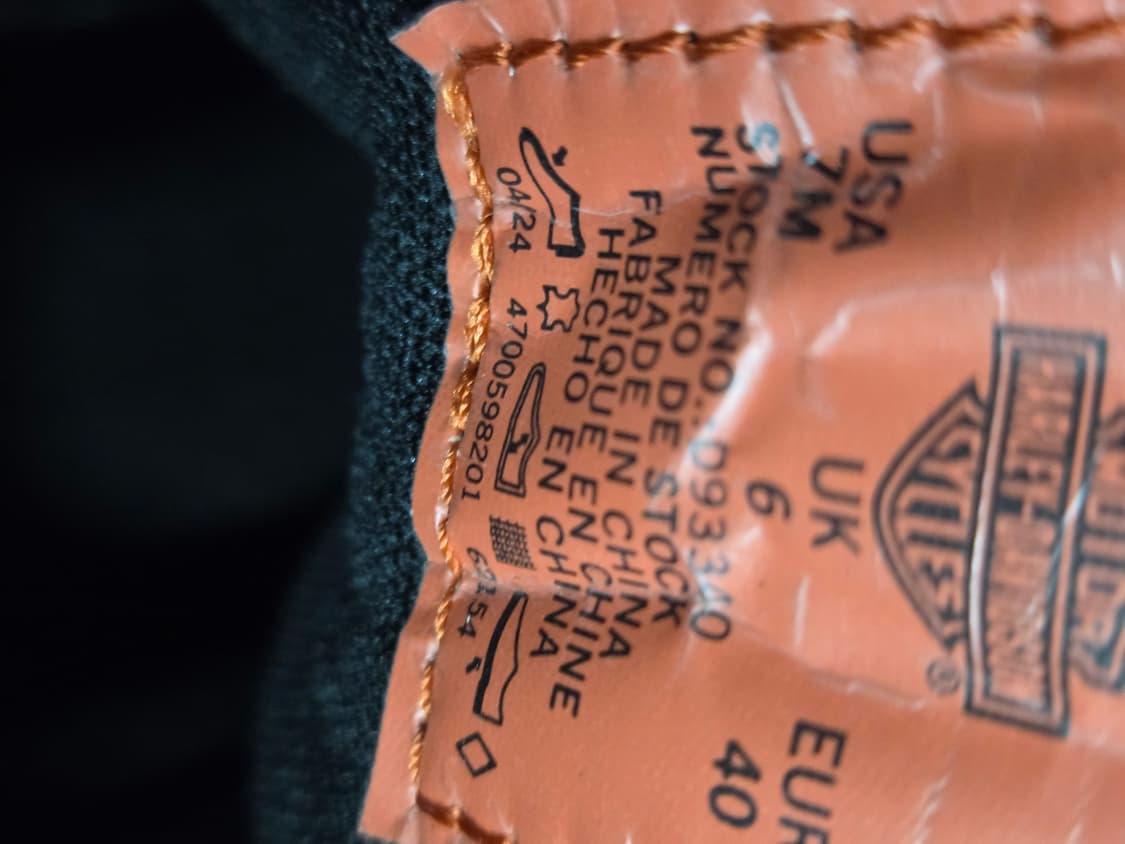 USA UK EUR
7M 6 40
STOCK NO.: D93340
NUMERO DE STOCK
MADE IN CHINA
FABRIQUE EN CHINE
HECHO EN CHINA
04/24 4700598201